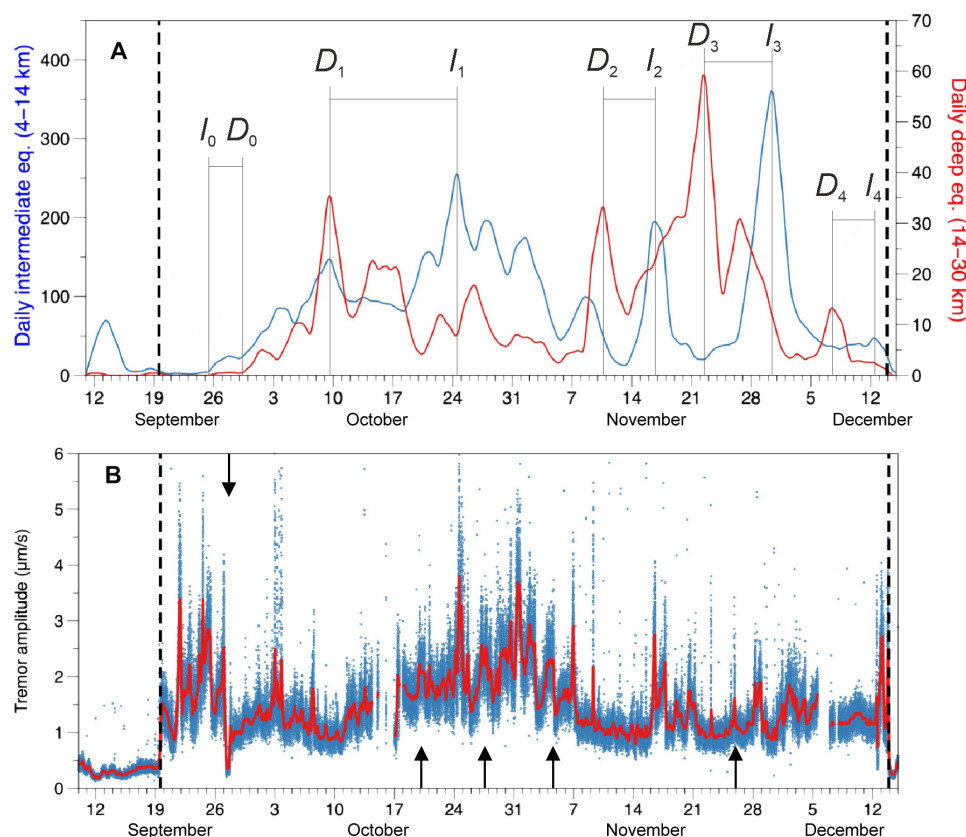 A
Daily intermediate eq. (4–14 km)
Daily deep eq. (14–30 km)
400
300
250
200
100
50
0
70
60
50
40
30
20
10
0
I0 D0
D1 I1
D2 I2
D3 I3
D4 I4
12 19 26 3 10 17 24 31 7 14 21 28 5 12
September October November December
B
Tremor amplitude (μm/s)
6
5
4
3
2
1
0
12 19 26 3 10 17 24 31 7 14 21 28 5 12
September October November December